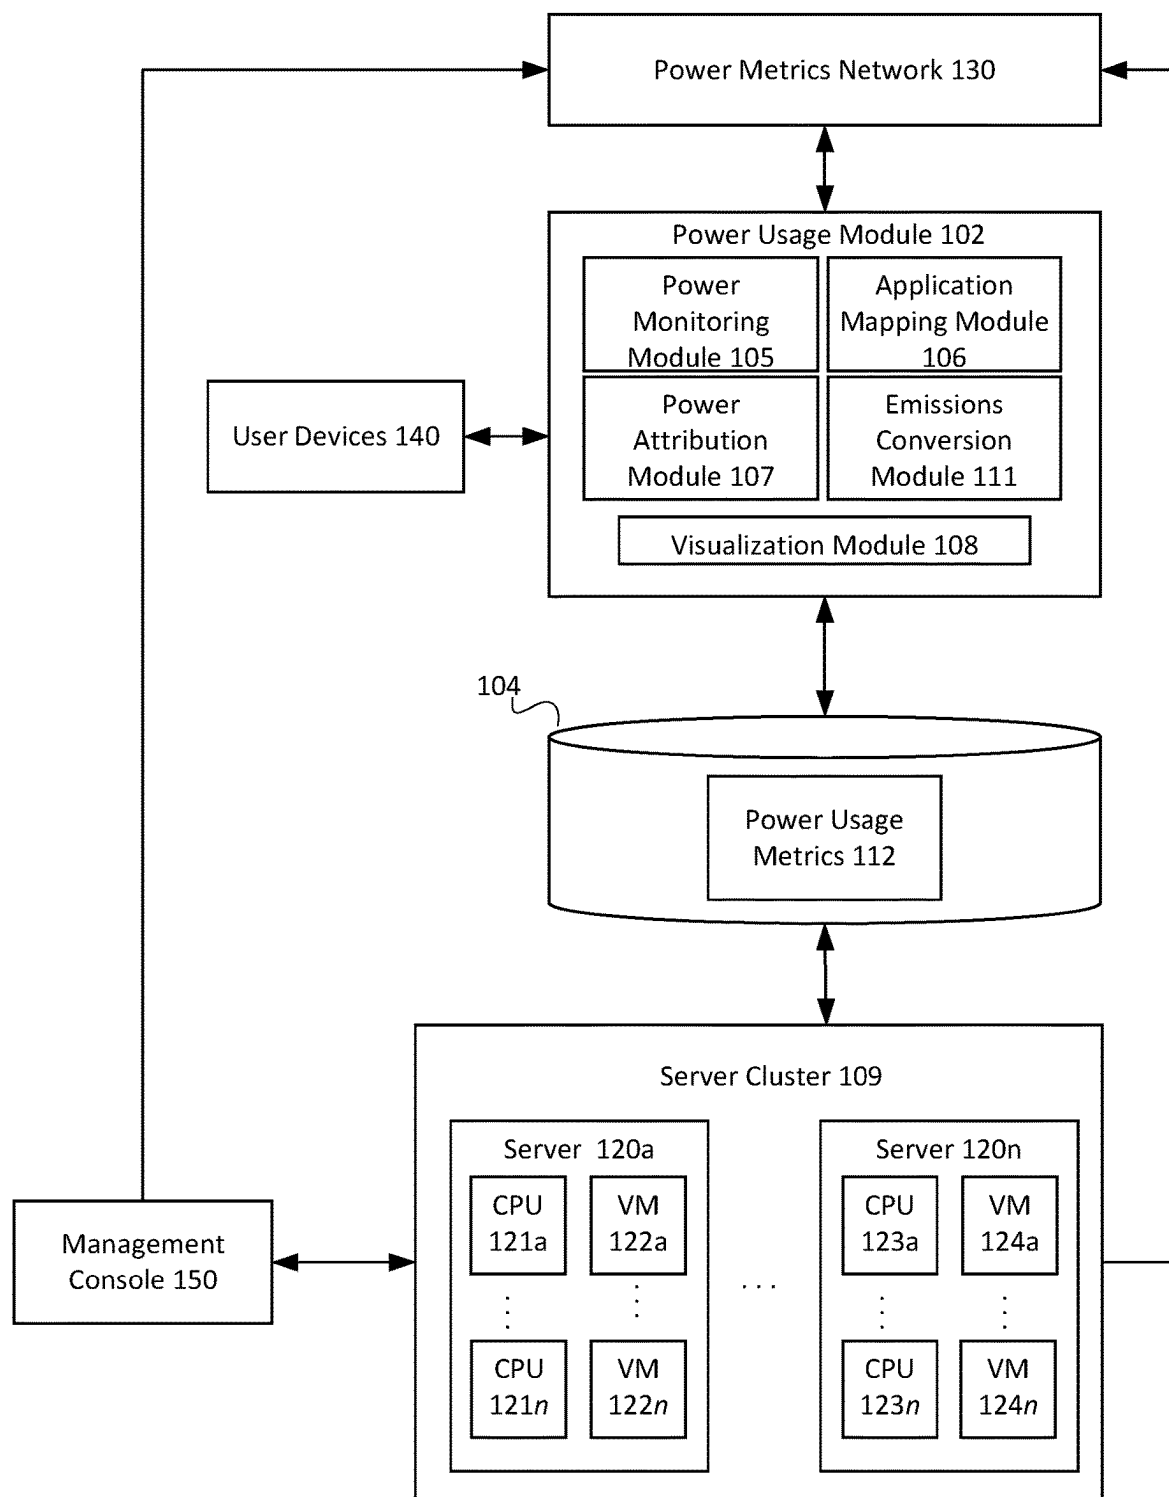 Power Metrics Network 130
Power Usage Module 102
Power
Monitoring
Module 105
Application
Mapping Module
106
Power
Attribution
Module 107
Emissions
Conversion
Module 111
Visualization Module 108
User Devices 140
104
Power Usage
Metrics 112
Server Cluster 109
Server 120a
CPU
121a
VM
122a
CPU
121n
VM
122n
...
Server 120n
CPU
123a
VM
124a
CPU
123n
VM
124n
Management
Console 150